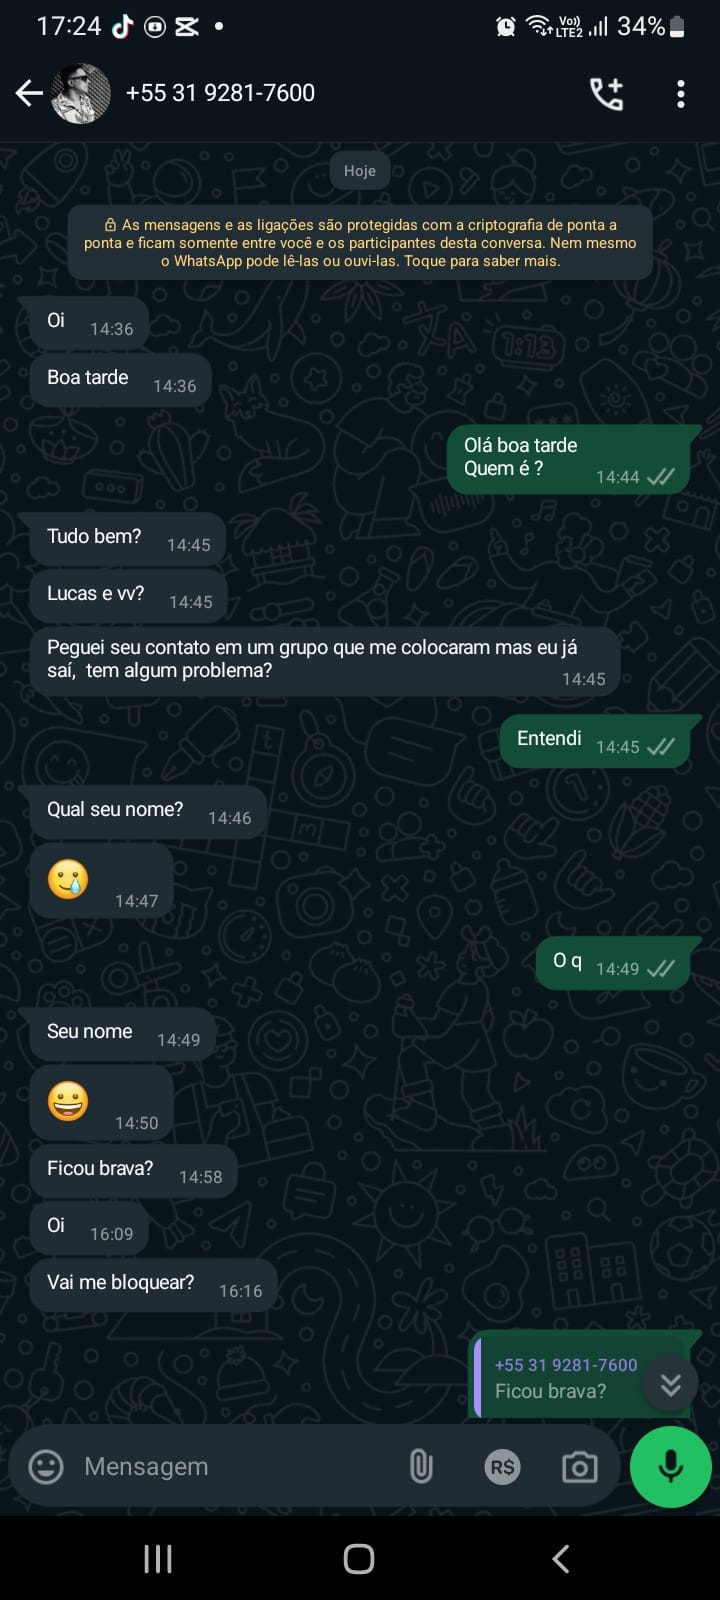 17:24
Vo))
LTE2
34%
+55 31 9281-7600
Hoje
As mensagens e as ligações são protegidas com a criptografia de ponta a
ponta e ficam somente entre você e os participantes desta conversa. Nem mesmo
o WhatsApp pode lê-las ou ouvi-las. Toque para saber mais.
Oi 14:36
Boa tarde 14:36
Olá boa tarde
Quem é ? 14:44
Tudo bem? 14:45
Lucas e vv? 14:45
Peguei seu contato em um grupo que me colocaram mas eu já
saí,  tem algum problema?
14:45
Entendi 14:45
Qual seu nome? 14:46
14:47
O q 14:49
Seu nome 14:49
14:50
Ficou brava? 14:58
Oi 16:09
Vai me bloquear? 16:16
+55 31 9281-7600
Ficou brava?
Mensagem
R$